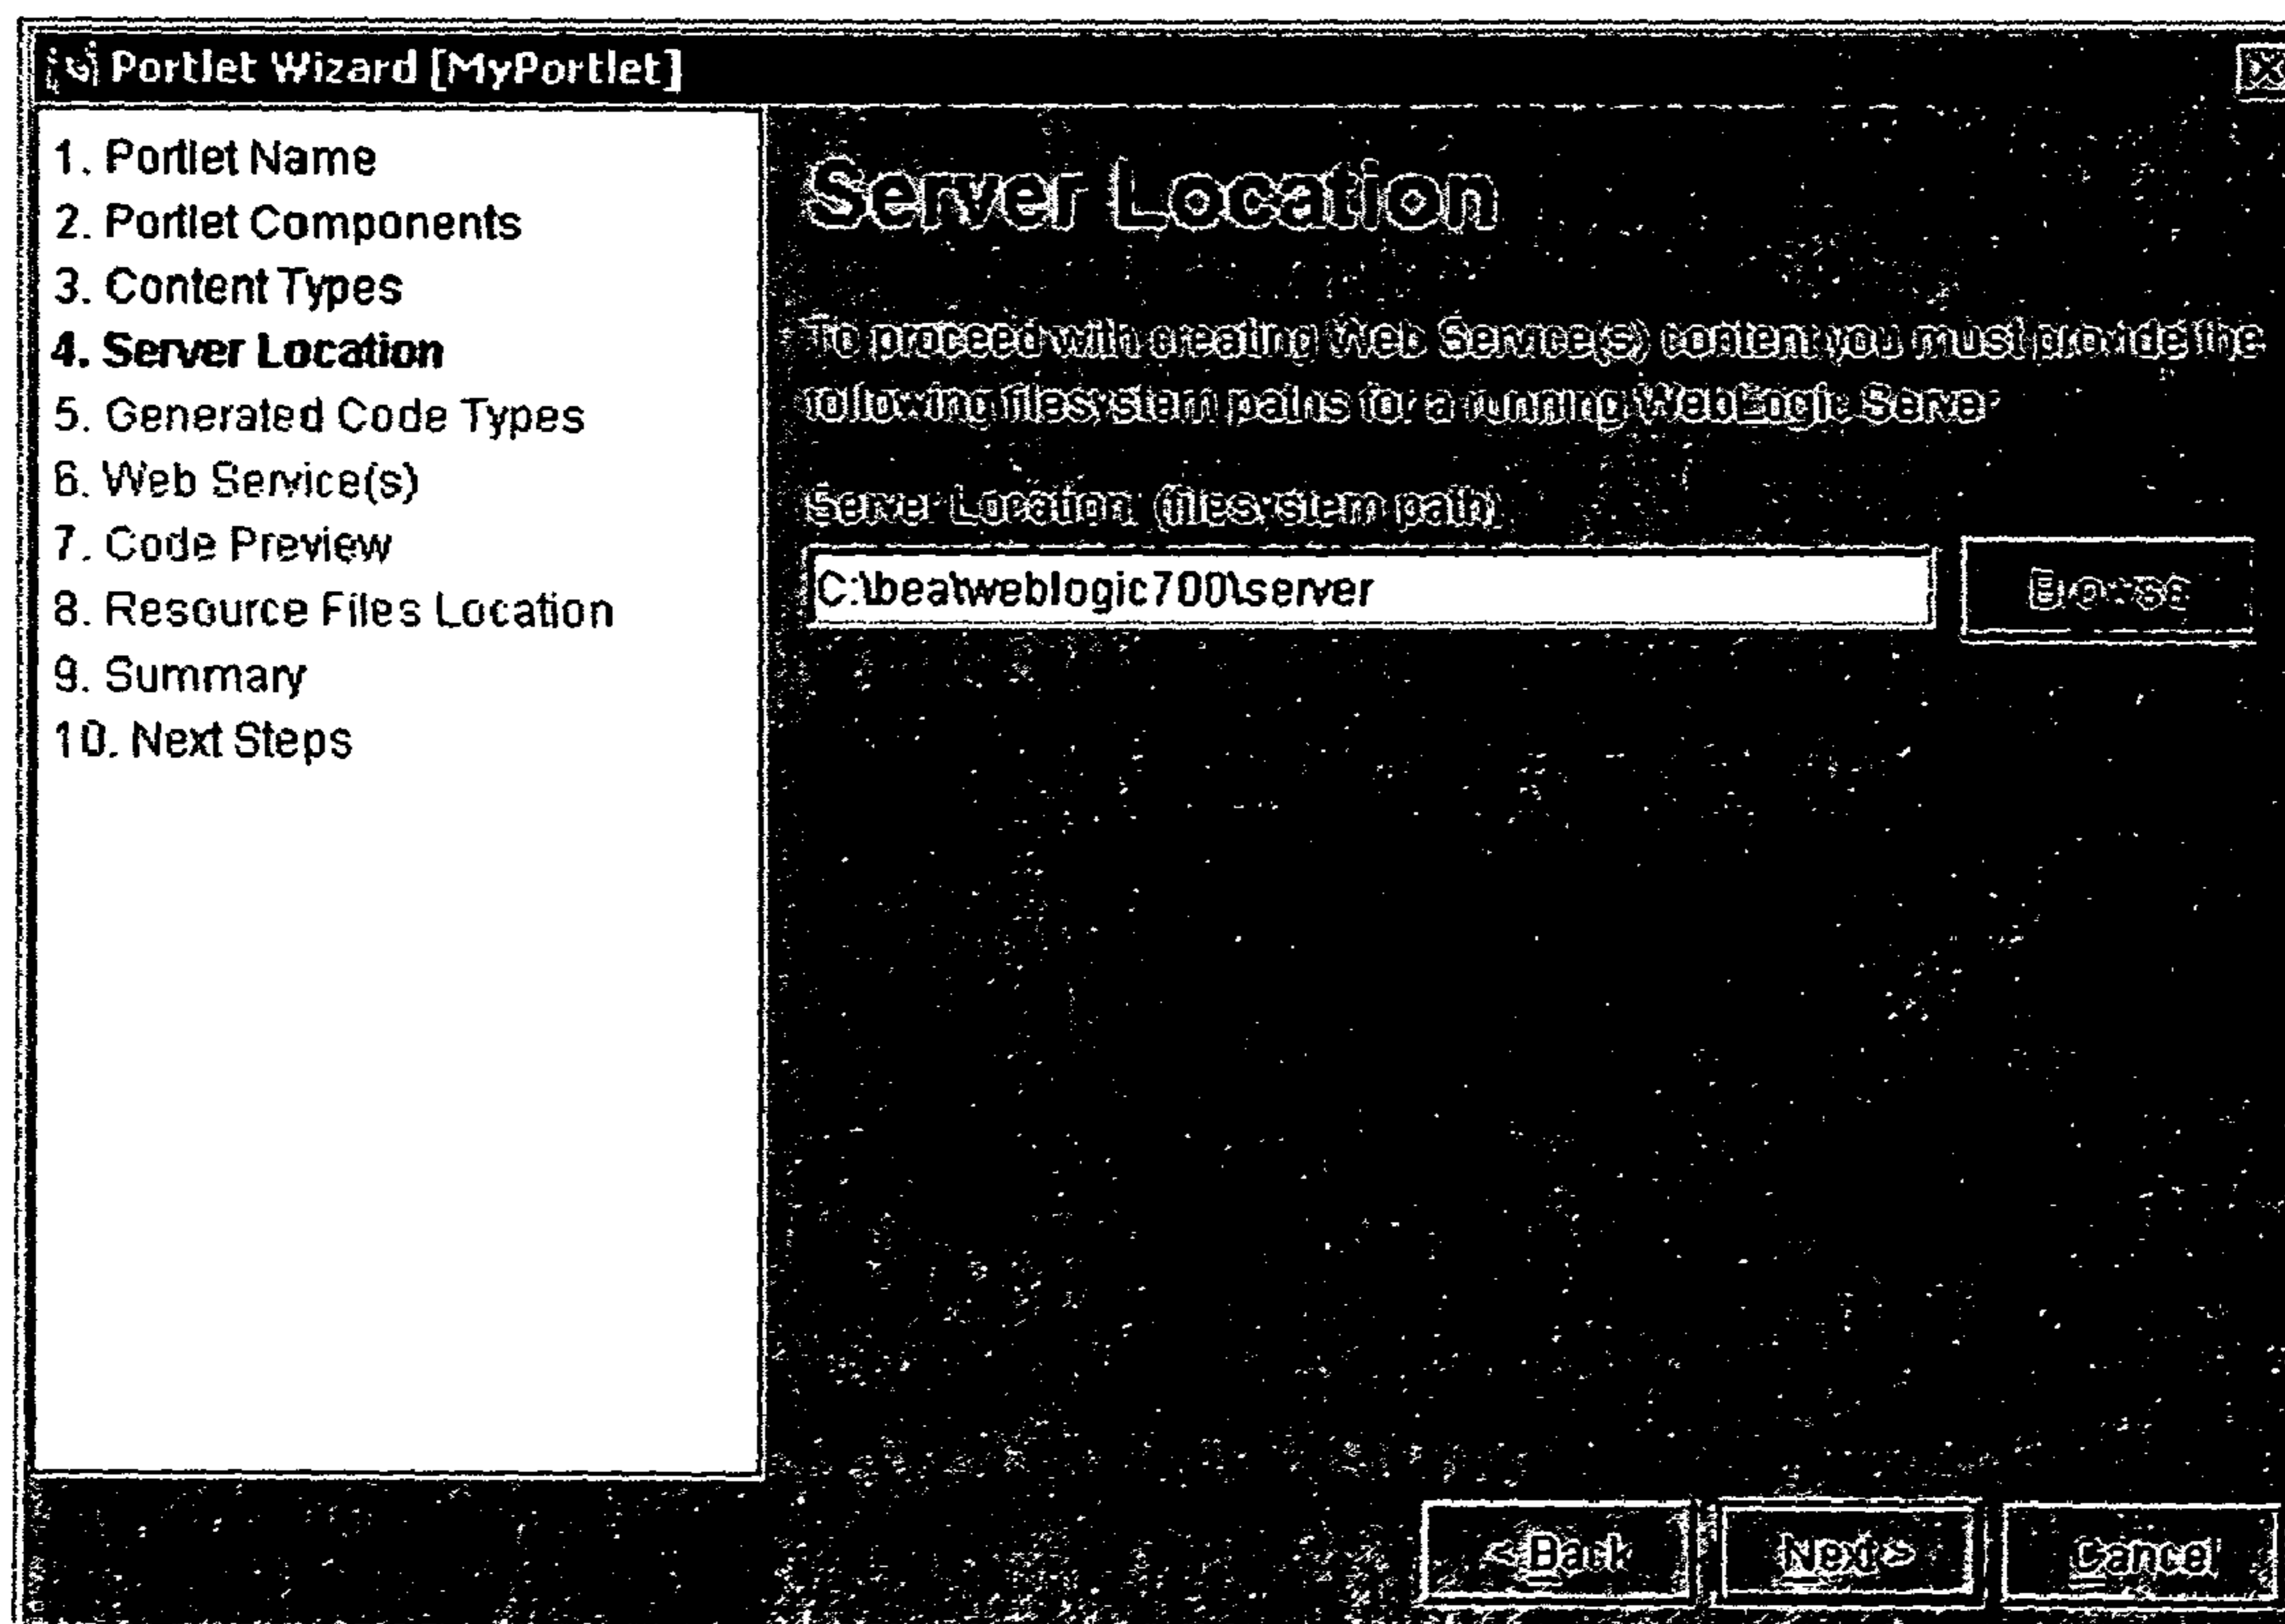 Portlet Wizard [MyPortlet]
1. Portlet Name
2. Portlet Components
3. Content Types
4. Server Location
5. Generated Code Types
6. Web Service(s)
7. Code Preview
8. Resource Files Location
9. Summary
10. Next Steps
Server Location
To proceed with creating Web Service(s) content you must provide the
following filesystem paths for a running WebLogic Server
Server Location (filesystem path)
C:\bea\weblogic700\server
Browse
< Back
Next >
Cancel